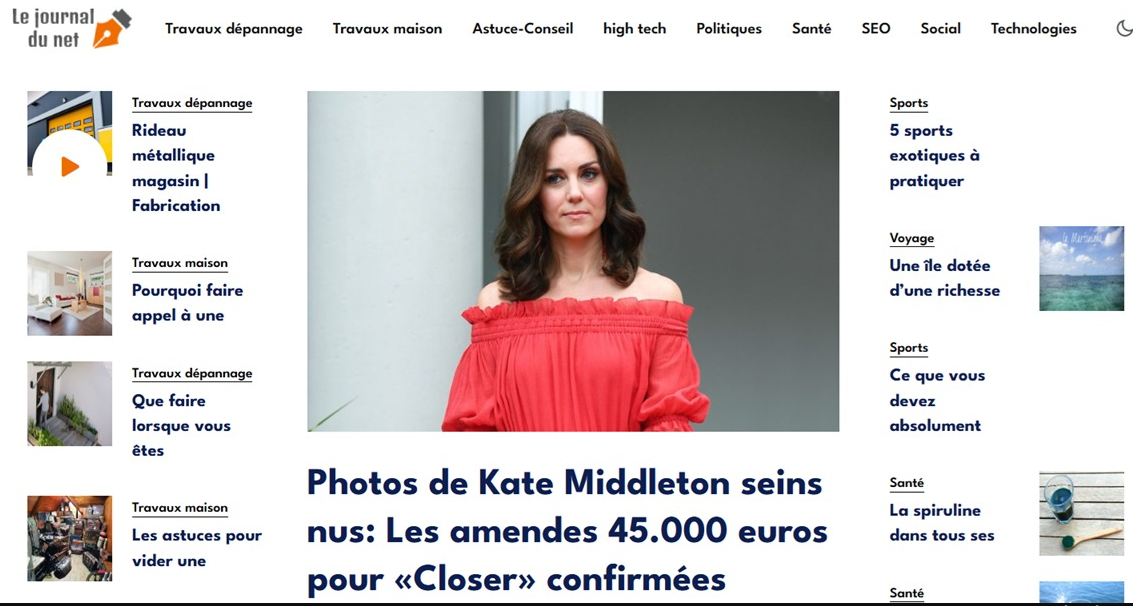 Le journal
du net
Travaux dépannage Travaux maison Astuce-Conseil high tech Politiques Santé SEO Social Technologies
Travaux dépannage
Rideau
métallique
magasin |
Fabrication
Travaux maison
Pourquoi faire
appel à une
Travaux dépannage
Que faire
lorsque vous
êtes
Travaux maison
Les astuces pour
vider une
Photos de Kate Middleton seins
nus: Les amendes 45.000 euros
pour «Closer» confirmées
Sports
5 sports
exotiques à
pratiquer
Voyage
Une île dotée
d’une richesse
Sports
Ce que vous
devez
absolument
Santé
La spiruline
dans tous ses
Santé